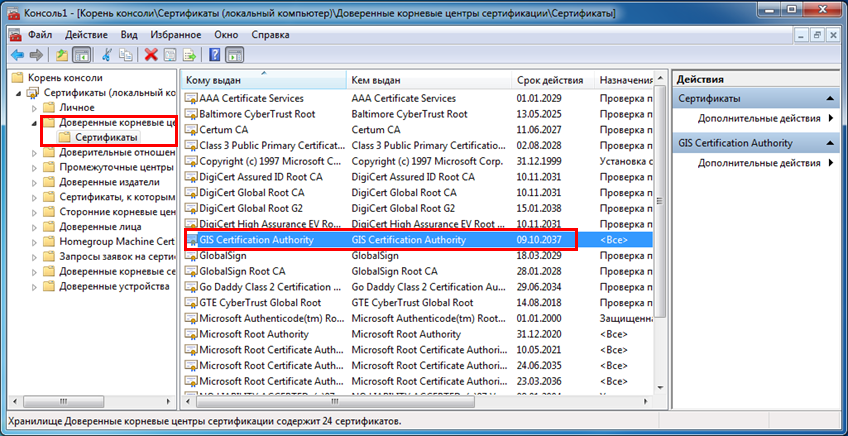 Консоль1 - [Корень консоли\Сертификаты (локальный компьютер)\Доверенные корневые центры сертификации\Сертификаты]
Файл Действие Вид Избранное Окно Справка
Корень консоли
Сертификаты (локальный ко
Личное
Доверенные корневые це
Сертификаты
Доверительные отношен
Промежуточные центры
Доверенные издатели
Сертификаты, к которым
Сторонние корневые цен
Доверенные лица
Homegroup Machine Cert
Запросы заявок на серти
Доверенные корневые се
Доверенные устройства
Кому выдан Кем выдан Срок действия Назначения
AAA Certificate Services AAA Certificate Services 01.01.2029 Проверка п
Baltimore CyberTrust Root Baltimore CyberTrust Root 13.05.2025 Проверка п
Certum CA Certum CA 11.06.2027 Проверка п
Class 3 Public Primary Certificat... Class 3 Public Primary Certificatio... 02.08.2028 Проверка п
Copyright (c) 1997 Microsoft C... Copyright (c) 1997 Microsoft Corp. 31.12.1999 Установка с
DigiCert Assured ID Root CA DigiCert Assured ID Root CA 10.11.2031 Проверка п
DigiCert Global Root CA DigiCert Global Root CA 10.11.2031 Проверка п
DigiCert Global Root G2 DigiCert Global Root G2 15.01.2038 Проверка п
DigiCert High Assurance EV Ro... DigiCert High Assurance EV Root ... 10.11.2031 Проверка п
GIS Certification Authority GIS Certification Authority 09.10.2037 <Все>
GlobalSign GlobalSign 18.03.2029 Проверка п
GlobalSign Root CA GlobalSign Root CA 28.01.2028 Проверка п
Go Daddy Class 2 Certification ... Go Daddy Class 2 Certification Au... 29.06.2034 Проверка п
GTE CyberTrust Global Root GTE CyberTrust Global Root 14.08.2018 Проверка п
Microsoft Authenticode(tm) Ro... Microsoft Authenticode(tm) Root... 01.01.2000 Защищенна
Microsoft Root Authority Microsoft Root Authority 31.12.2020 <Все>
Microsoft Root Certificate Auth... Microsoft Root Certificate Authori... 10.05.2021 <Все>
Microsoft Root Certificate Auth... Microsoft Root Certificate Authori... 24.06.2035 <Все>
Microsoft Root Certificate Auth... Microsoft Root Certificate Authori... 23.03.2036 <Все>
Действия
Сертификаты
Дополнительные действия
GIS Certification Authority
Дополнительные действия
Хранилище Доверенные корневые центры сертификации содержит 24 сертификатов.